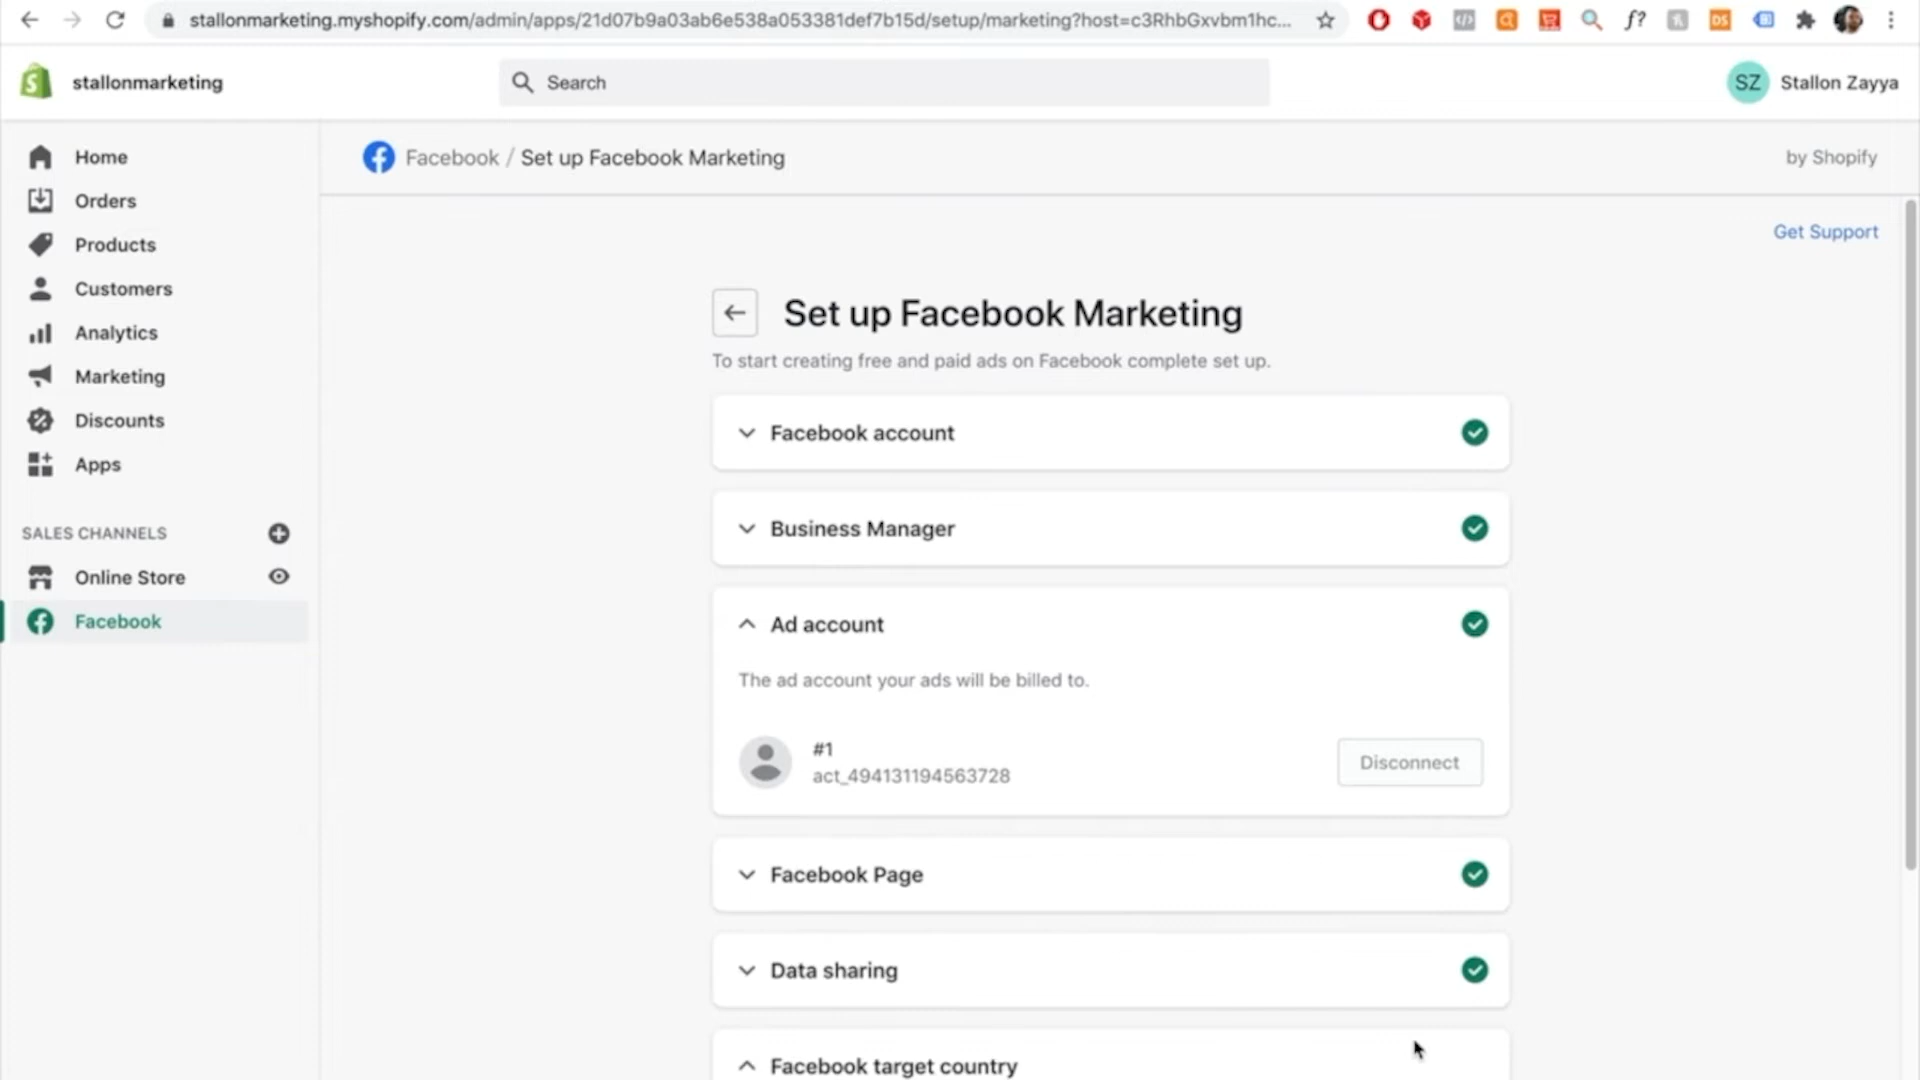 stallonmarketing.myshopify.com/admin/apps/21d07b9a03ab6e538a053381def7b15d/setup/marketing?host=c3RhbGxvbm1hc...
f?
DS
stallonmarketing
Search
SZ
Stallon Zayya
Home
Orders
Products
Customers
Analytics
Marketing
Discounts
Apps
SALES CHANNELS
Online Store
Facebook
Facebook / Set up Facebook Marketing
by Shopify
Get Support
Set up Facebook Marketing
To start creating free and paid ads on Facebook complete set up.
Facebook account
Business Manager
Ad account
The ad account your ads will be billed to.
#1
act_494131194563728
Disconnect
Facebook Page
Data sharing
Facebook target country